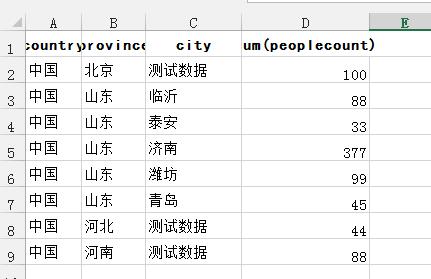 A B C D E
1 country province city um(peoplecount)
2 中国 北京 测试数据 100
3 中国 山东 临沂 88
4 中国 山东 泰安 33
5 中国 山东 济南 377
6 中国 山东 潍坊 99
7 中国 山东 青岛 45
8 中国 河北 测试数据 44
9 中国 河南 测试数据 88